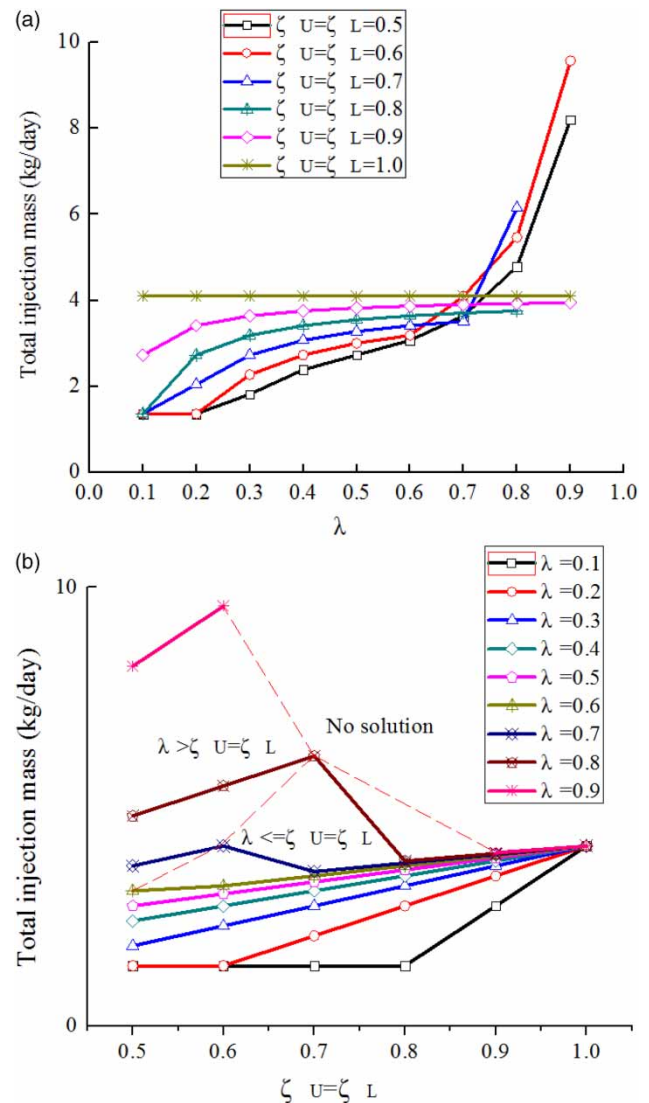 (a)
ζ U=ζ L=0.5
ζ U=ζ L=0.6
ζ U=ζ L=0.7
ζ U=ζ L=0.8
ζ U=ζ L=0.9
ζ U=ζ L=1.0
Total injection mass (kg/day)
10
8
6
4
2
0
0.0 0.1 0.2 0.3 0.4 0.5 0.6 0.7 0.8 0.9 1.0
λ
(b)
λ =0.1
λ =0.2
λ =0.3
λ =0.4
λ =0.5
λ =0.6
λ =0.7
λ =0.8
λ =0.9
Total injection mass (kg/day)
10
No solution
λ >ζ U=ζ L
λ <=ζ U=ζ L
0
0.5 0.6 0.7 0.8 0.9 1.0
ζ U=ζ L